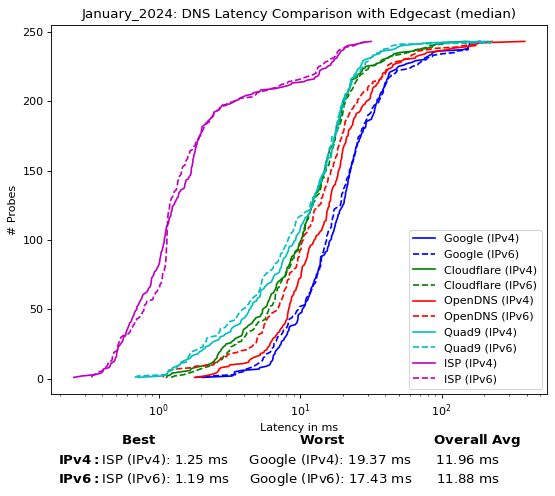 January_2024: DNS Latency Comparison with Edgecast (median)
250
200
150
100
50
0
# Probes
Google (IPv4)
Google (IPv6)
Cloudflare (IPv4)
Cloudflare (IPv6)
OpenDNS (IPv4)
OpenDNS (IPv6)
Quad9 (IPv4)
Quad9 (IPv6)
ISP (IPv4)
ISP (IPv6)
10⁰ 10¹ 10²
Latency in ms
Best Worst Overall Avg
IPv4: ISP (IPv4): 1.25 ms Google (IPv4): 19.37 ms 11.96 ms
IPv6: ISP (IPv6): 1.19 ms Google (IPv6): 17.43 ms 11.88 ms